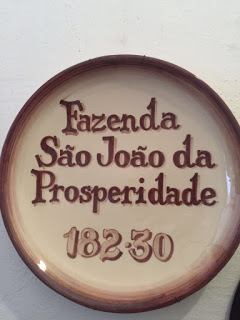 Fazenda
São João da
Prosperidade
182-30